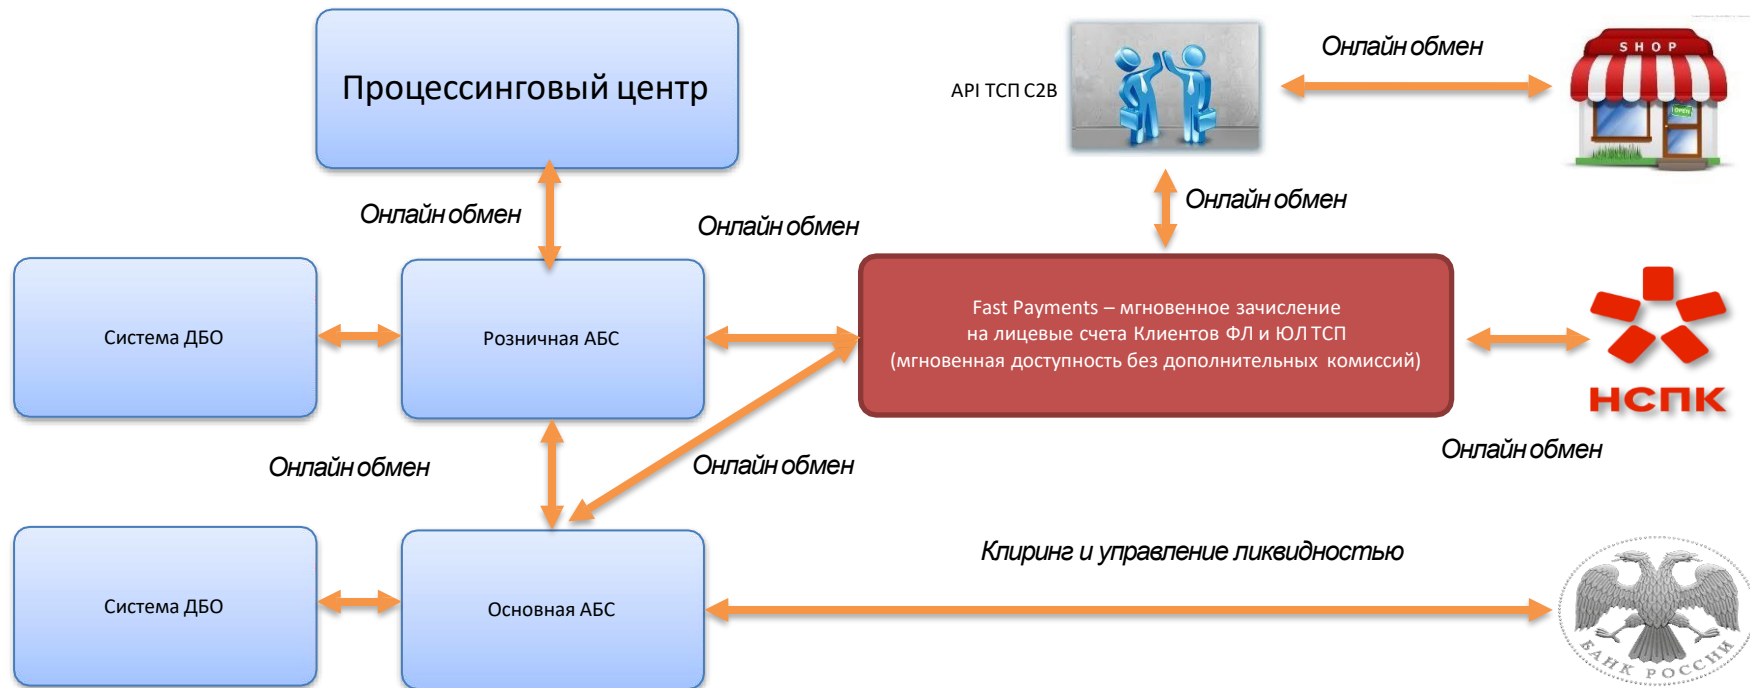 Процессинговый центр
API ТСП C2B
Онлайн обмен
SHOP
OPEN
Онлайн обмен
Онлайн обмен
Онлайн обмен
Система ДБО
Розничная АБС
Fast Payments – мгновенное зачисление
на лицевые счета Клиентов ФЛ и ЮЛ ТСП
(мгновенная доступность без дополнительных комиссий)
НСПК
Онлайн обмен
Онлайн обмен
Онлайн обмен
Клиринг и управление ликвидностью
Система ДБО
Основная АБС
БАНК РОССИИ